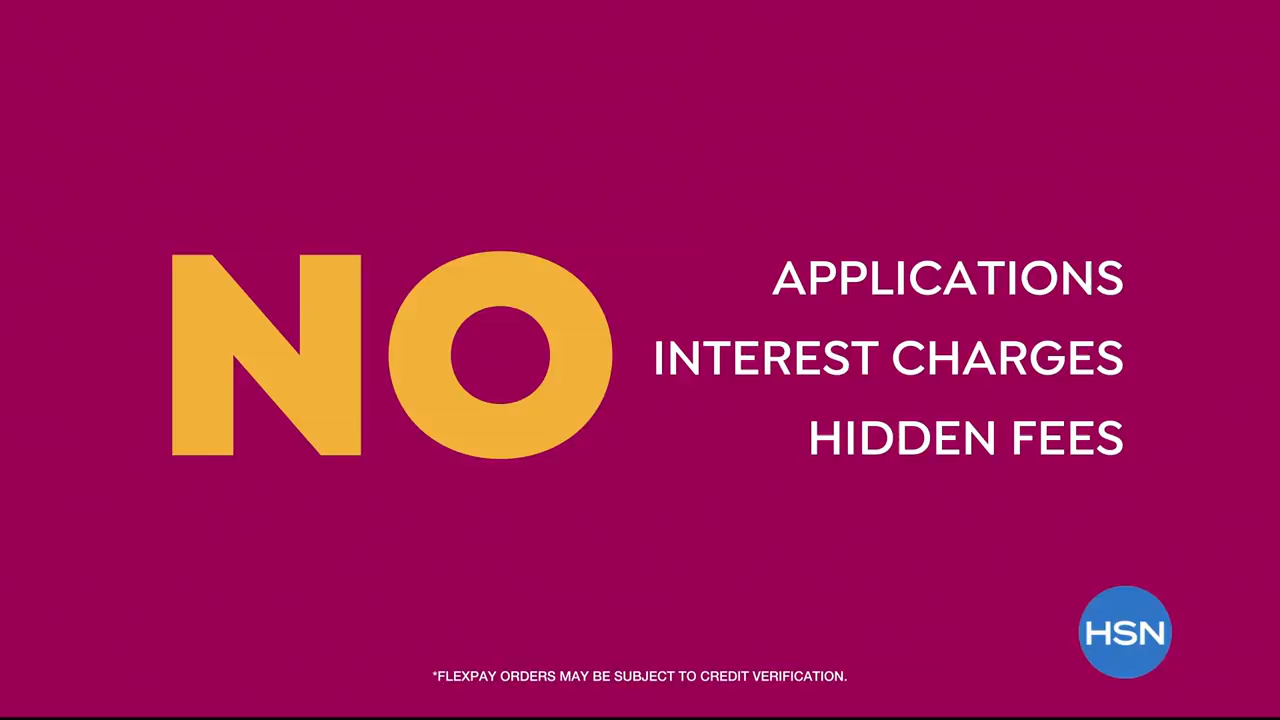 NO
APPLICATIONS
INTEREST CHARGES
HIDDEN FEES
HSN
*FLEXPAY ORDERS MAY BE SUBJECT TO CREDIT VERIFICATION.